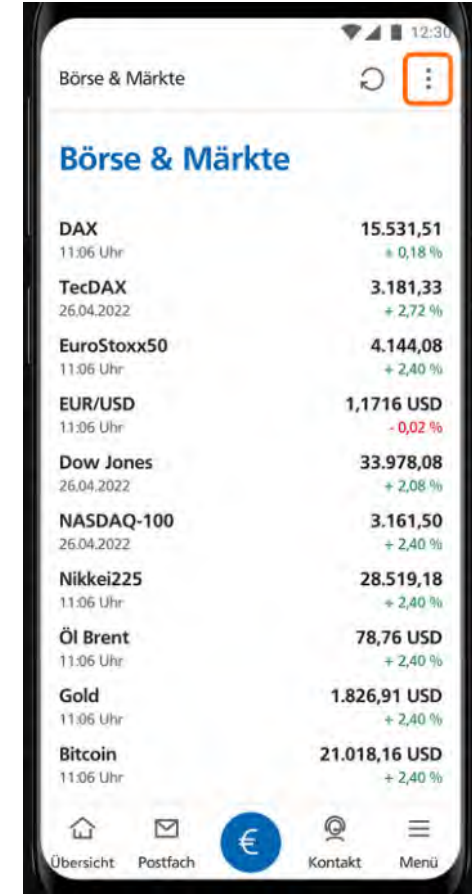 12:30
Börse & Märkte
Börse & Märkte
DAX 15.531,51
11:06 Uhr + 0,18 %
TecDAX 3.181,33
26.04.2022 + 2,72 %
EuroStoxx50 4.144,08
11:06 Uhr + 2,40 %
EUR/USD 1,1716 USD
11:06 Uhr - 0,02 %
Dow Jones 33.978,08
26.04.2022 + 2,08 %
NASDAQ-100 3.161,50
26.04.2022 + 2,40 %
Nikkei225 28.519,18
11:06 Uhr + 2,40 %
Öl Brent 78,76 USD
11:06 Uhr + 2,40 %
Gold 1.826,91 USD
11:06 Uhr + 2,40 %
Bitcoin 21.018,16 USD
11:06 Uhr + 2,40 %
€
Übersicht Postfach Kontakt Menü